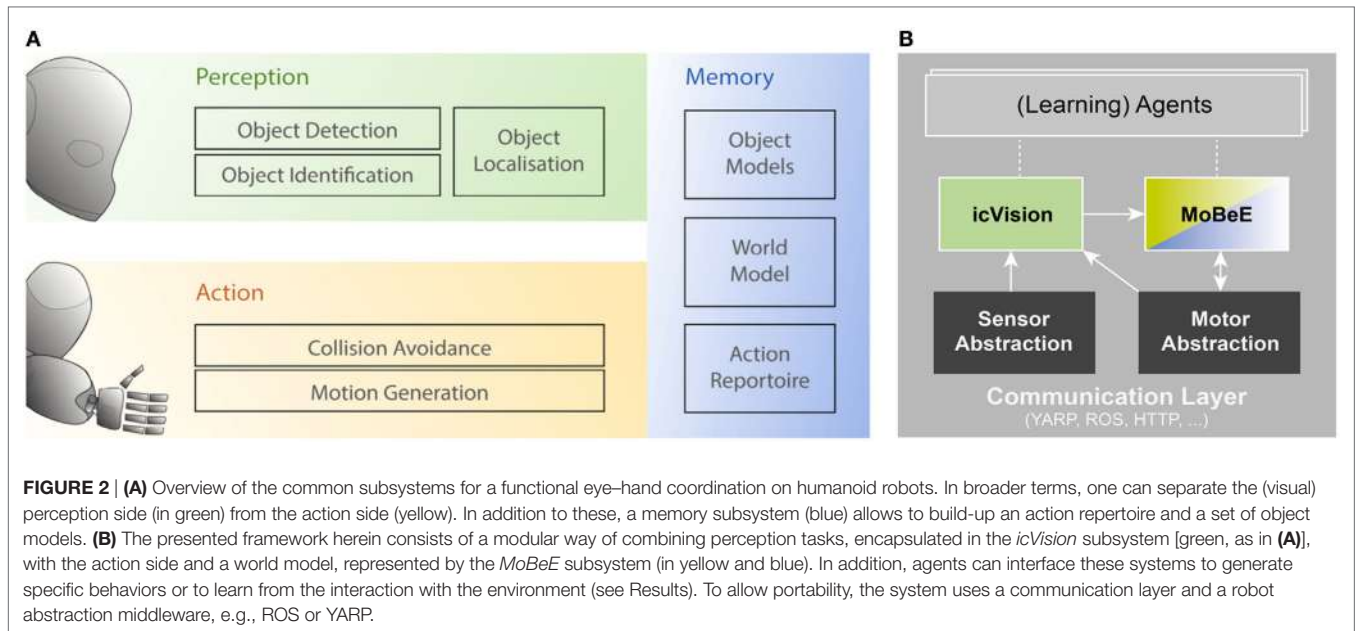 A
Perception
Object Detection
Object Identification
Object
Localisation
Action
Collision Avoidance
Motion Generation
Memory
Object
Models
World
Model
Action
Reportoire
B
(Learning) Agents
icVision
MoBeE
Sensor
Abstraction
Motor
Abstraction
Communication Layer
(YARP, ROS, HTTP, ...)
FIGURE 2 | (A) Overview of the common subsystems for a functional eye–hand coordination on humanoid robots. In broader terms, one can separate the (visual)
perception side (in green) from the action side (yellow). In addition to these, a memory subsystem (blue) allows to build-up an action repertoire and a set of object
models. (B) The presented framework herein consists of a modular way of combining perception tasks, encapsulated in the icVision subsystem [green, as in (A)],
with the action side and a world model, represented by the MoBeE subsystem (in yellow and blue). In addition, agents can interface these systems to generate
specific behaviors or to learn from the interaction with the environment (see Results). To allow portability, the system uses a communication layer and a robot
abstraction middleware, e.g., ROS or YARP.